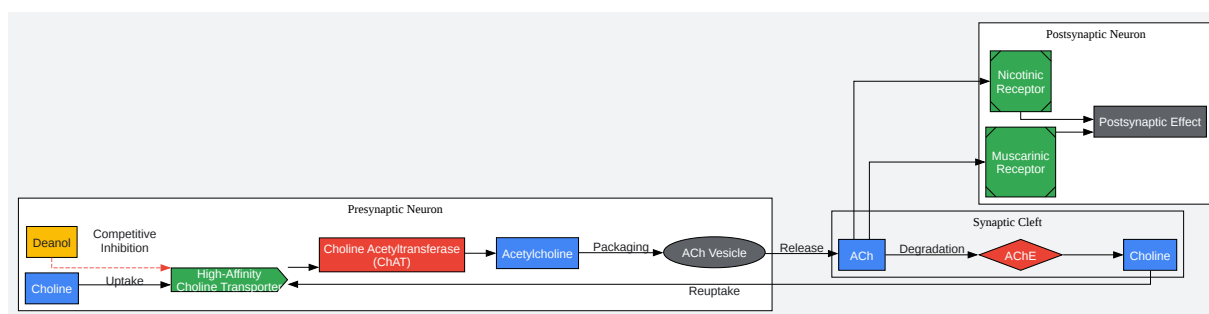 Postsynaptic Neuron
Nicotinic
Receptor
Postsynaptic Effect
Muscarinic
Receptor
Presynaptic Neuron
Deanol
Competitive
Inhibition
Choline
Uptake
High-Affinity
Choline Transporter
Choline Acetyltransferase
(ChAT)
Acetylcholine
Packaging
ACh Vesicle
Release
Synaptic Cleft
ACh
Degradation
AChE
Choline
Reuptake